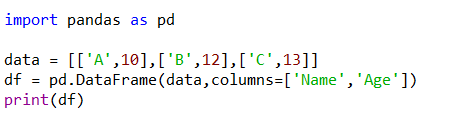 import pandas as pd
data = [['A',10],['B',12],['C',13]]
df = pd.DataFrame(data,columns=['Name','Age'])
print(df)